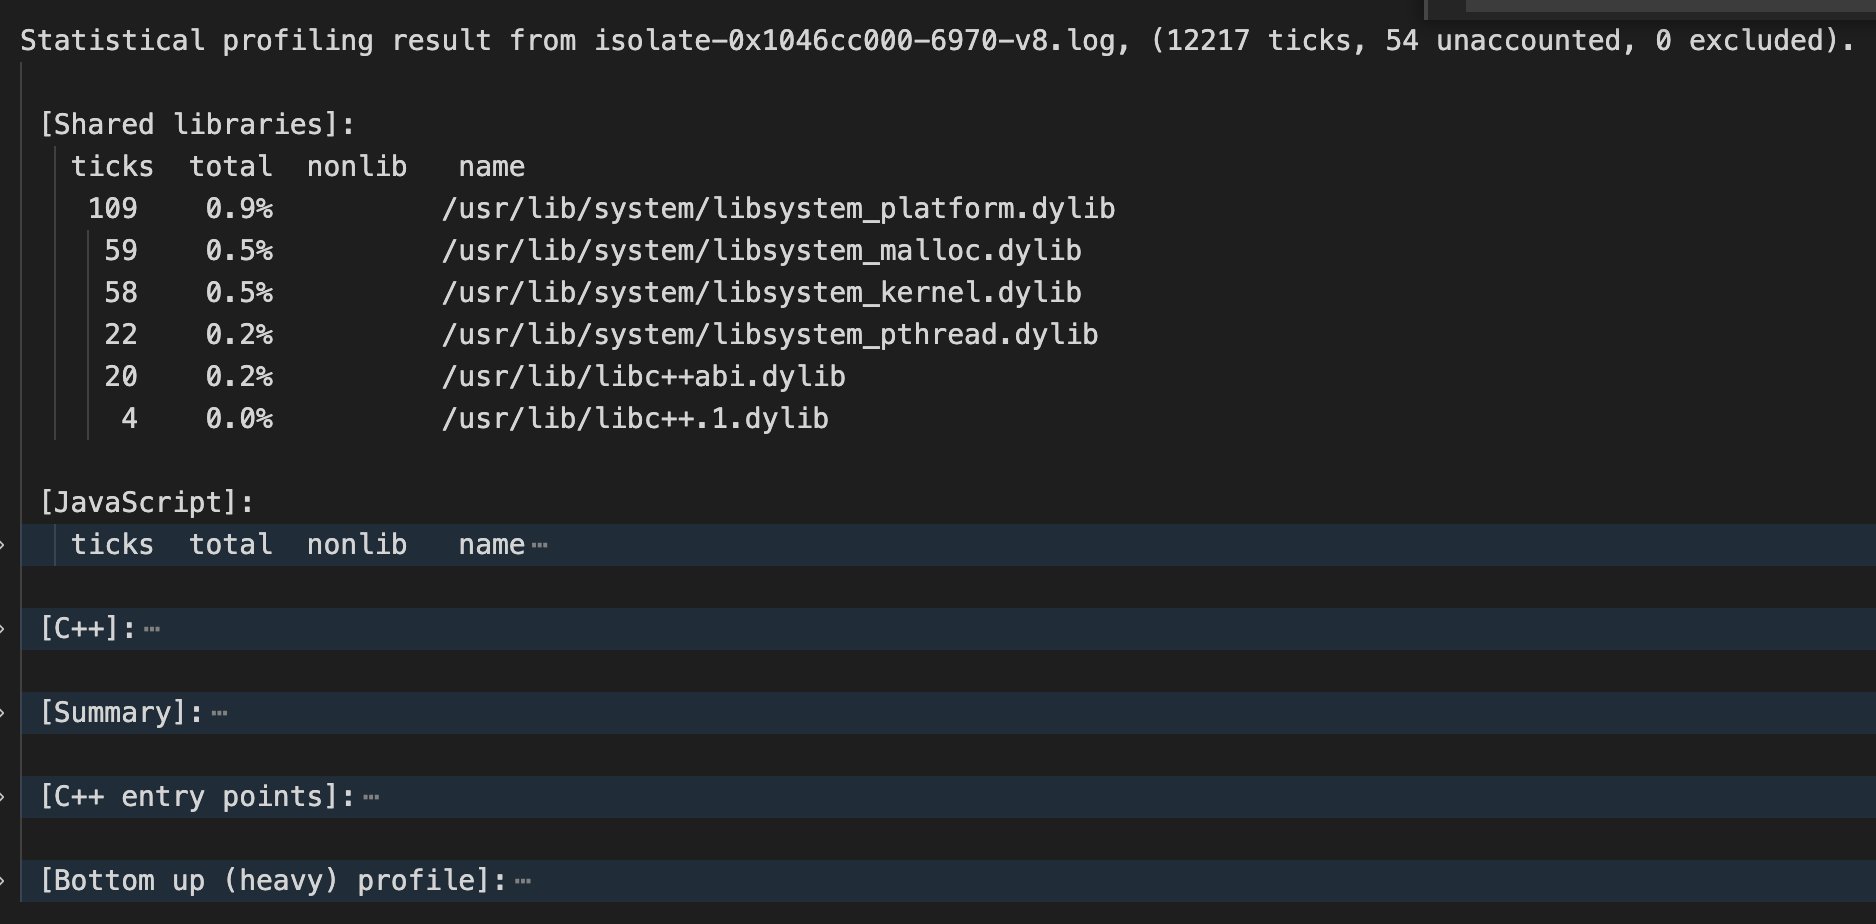 Statistical profiling result from isolate-0x1046cc000-6970-v8.log, (12217 ticks, 54 unaccounted, 0 excluded).
[Shared libraries]:
ticks  total  nonlib   name
109    0.9%          /usr/lib/system/libsystem_platform.dylib
59    0.5%          /usr/lib/system/libsystem_malloc.dylib
58    0.5%          /usr/lib/system/libsystem_kernel.dylib
22    0.2%          /usr/lib/system/libsystem_pthread.dylib
20    0.2%          /usr/lib/libc++abi.dylib
4    0.0%          /usr/lib/libc++.1.dylib
[JavaScript]:
ticks  total  nonlib   name⋯
[C++]:⋯
[Summary]:⋯
[C++ entry points]:⋯
[Bottom up (heavy) profile]:⋯